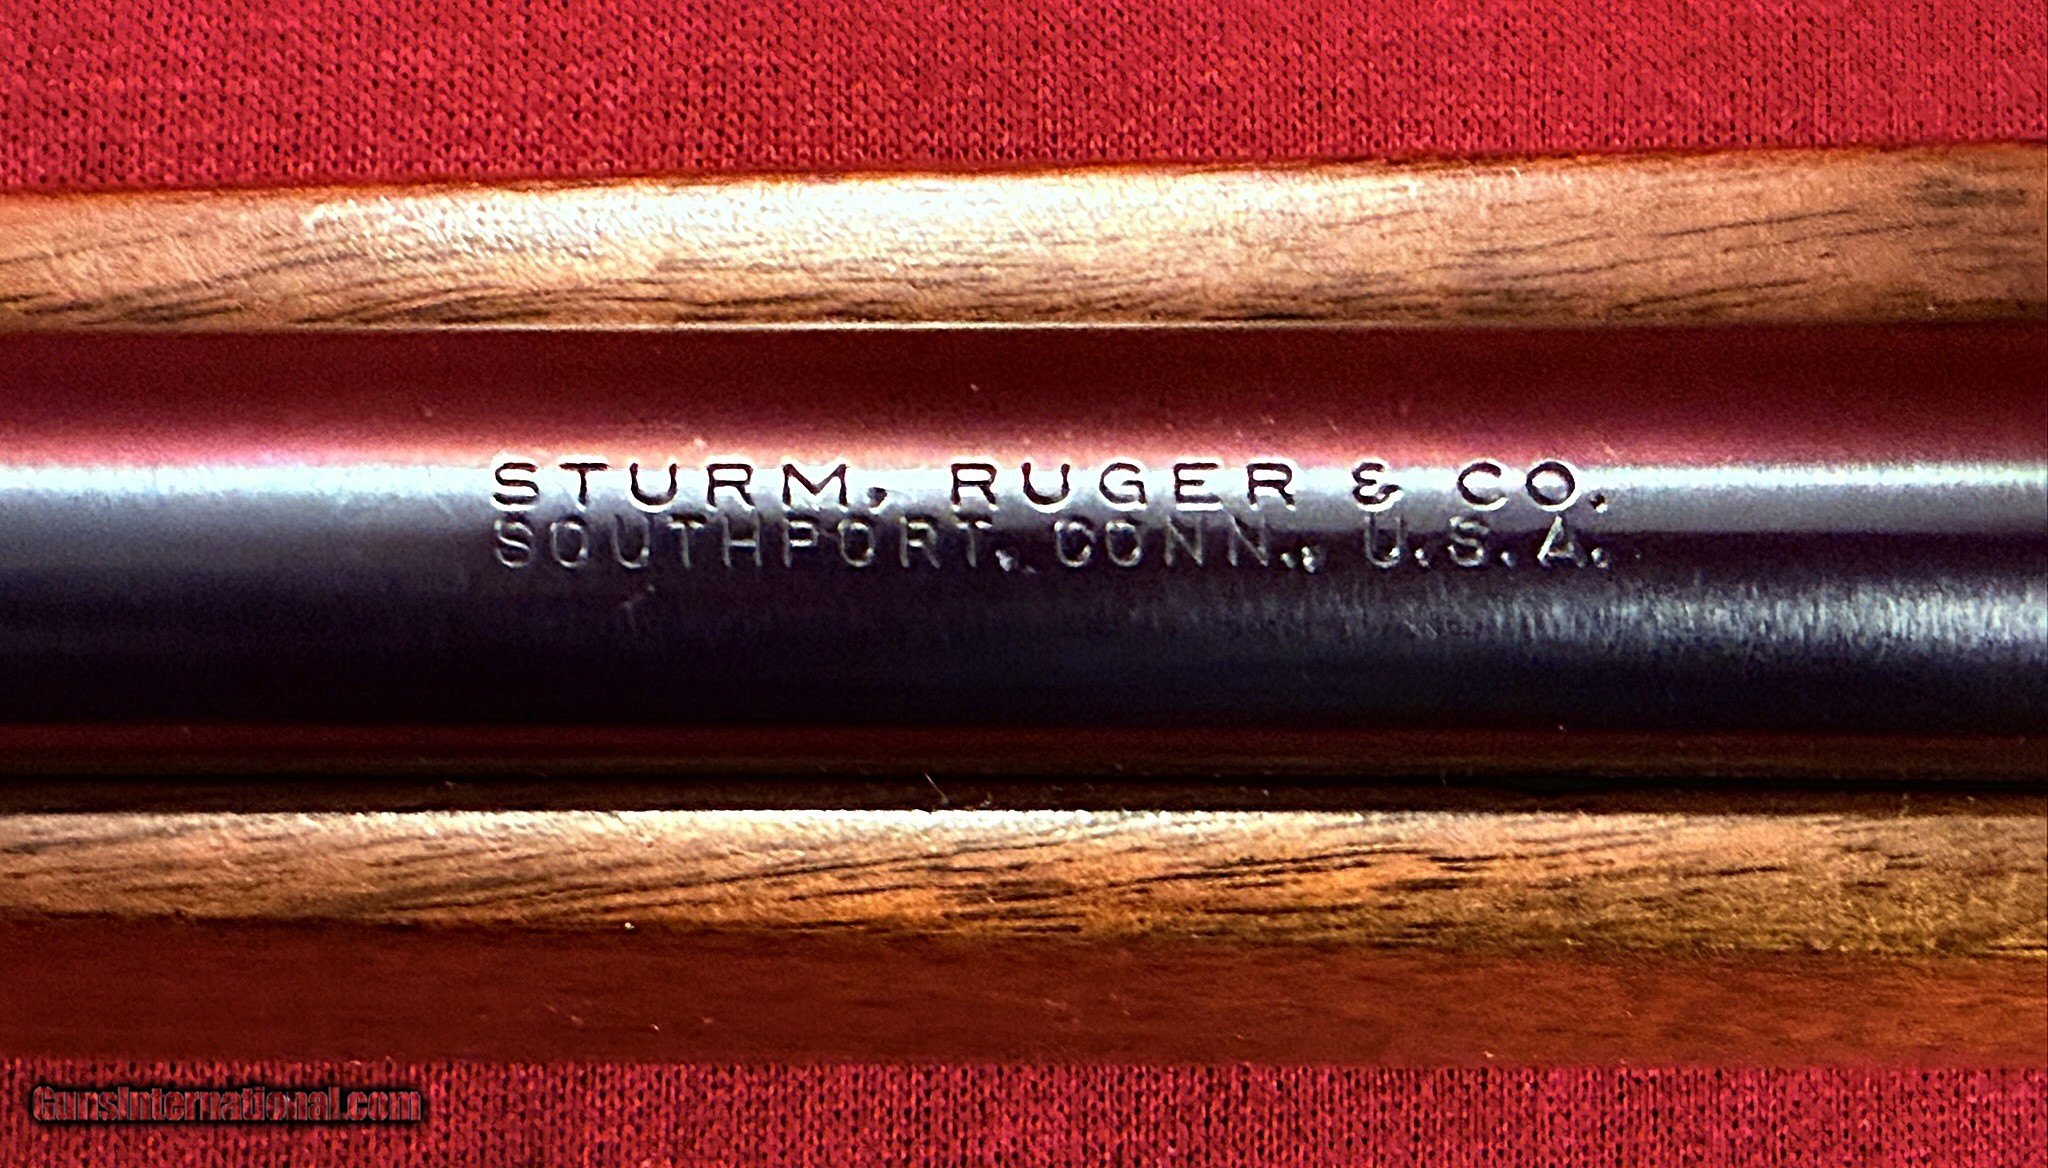 STURM, RUGER & CO.
SOUTHPORT, CONN., U.S.A.
GunsInternational.com